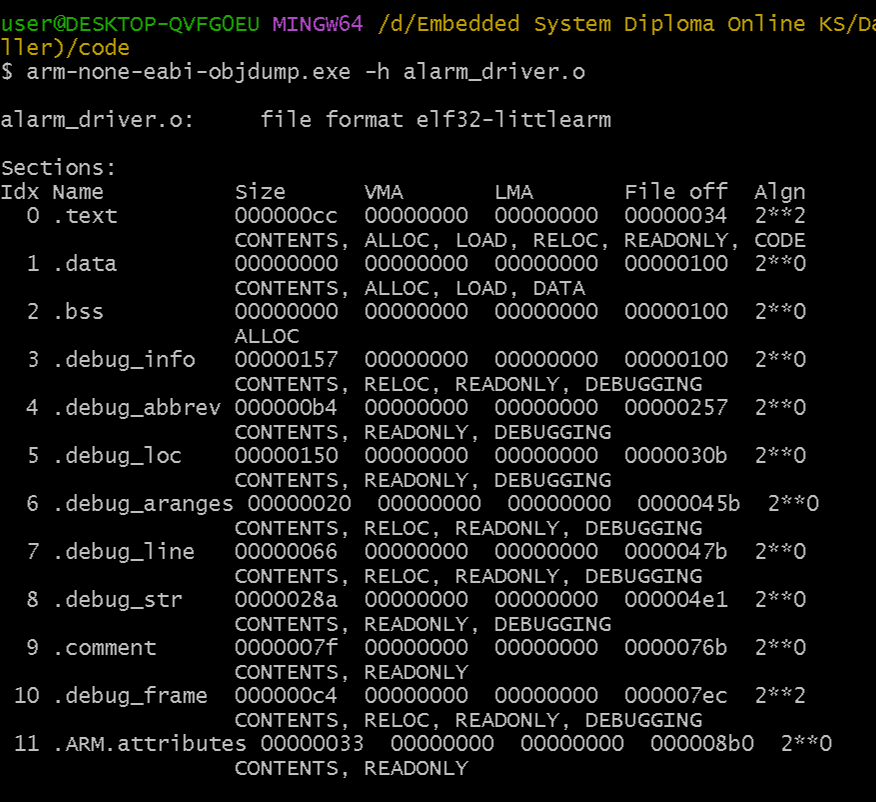 user@DESKTOP-QVFG0EU MINGW64 /d/Embedded System Diploma Online KS/Da
ller)/code
$ arm-none-eabi-objdump.exe -h alarm_driver.o

alarm_driver.o:     file format elf32-littlearm

Sections:
Idx Name          Size      VMA       LMA       File off  Algn
  0 .text         000000cc  00000000  00000000  00000034  2**2
                  CONTENTS, ALLOC, LOAD, RELOC, READONLY, CODE
  1 .data         00000000  00000000  00000000  00000100  2**0
                  CONTENTS, ALLOC, LOAD, DATA
  2 .bss          00000000  00000000  00000000  00000100  2**0
                  ALLOC
  3 .debug_info   00000157  00000000  00000000  00000100  2**0
                  CONTENTS, RELOC, READONLY, DEBUGGING
  4 .debug_abbrev 000000b4  00000000  00000000  00000257  2**0
                  CONTENTS, READONLY, DEBUGGING
  5 .debug_loc    00000150  00000000  00000000  0000030b  2**0
                  CONTENTS, READONLY, DEBUGGING
  6 .debug_aranges 00000020  00000000  00000000  0000045b  2**0
                  CONTENTS, RELOC, READONLY, DEBUGGING
  7 .debug_line   00000066  00000000  00000000  0000047b  2**0
                  CONTENTS, RELOC, READONLY, DEBUGGING
  8 .debug_str    0000028a  00000000  00000000  000004e1  2**0
                  CONTENTS, READONLY, DEBUGGING
  9 .comment      0000007f  00000000  00000000  0000076b  2**0
                  CONTENTS, READONLY
 10 .debug_frame  000000c4  00000000  00000000  000007ec  2**2
                  CONTENTS, RELOC, READONLY, DEBUGGING
 11 .ARM.attributes 00000033  00000000  00000000  000008b0  2**0
                  CONTENTS, READONLY